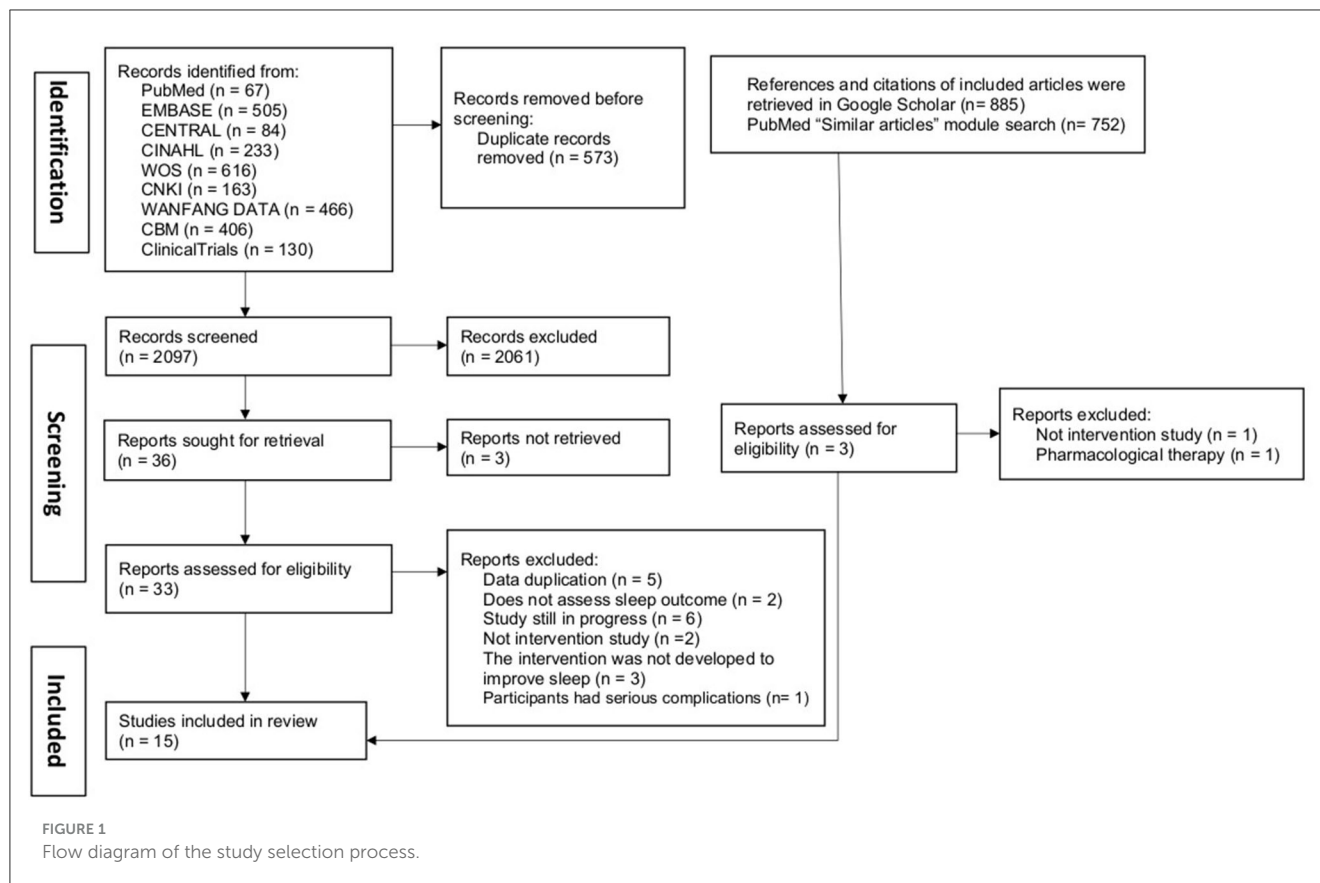 Identification
Records identified from:
PubMed (n = 67)
EMBASE (n = 505)
CENTRAL (n = 84)
CINAHL (n = 233)
WOS (n = 616)
CNKI (n = 163)
WANFANG DATA (n = 466)
CBM (n = 406)
ClinicalTrials (n = 130)
Records removed before
screening:
Duplicate records
removed (n = 573)
References and citations of included articles were
retrieved in Google Scholar (n= 885)
PubMed “Similar articles” module search (n= 752)
Screening
Records screened
(n = 2097)
Records excluded
(n = 2061)
Reports sought for retrieval
(n = 36)
Reports not retrieved
(n = 3)
Reports assessed for
eligibility (n = 3)
Reports excluded:
Not intervention study (n = 1)
Pharmacological therapy (n = 1)
Reports assessed for eligibility
(n = 33)
Reports excluded:
Data duplication (n = 5)
Does not assess sleep outcome (n = 2)
Study still in progress (n = 6)
Not intervention study (n =2)
The intervention was not developed to
improve sleep (n = 3)
Participants had serious complications (n= 1)
Included
Studies included in review
(n = 15)
FIGURE 1
Flow diagram of the study selection process.